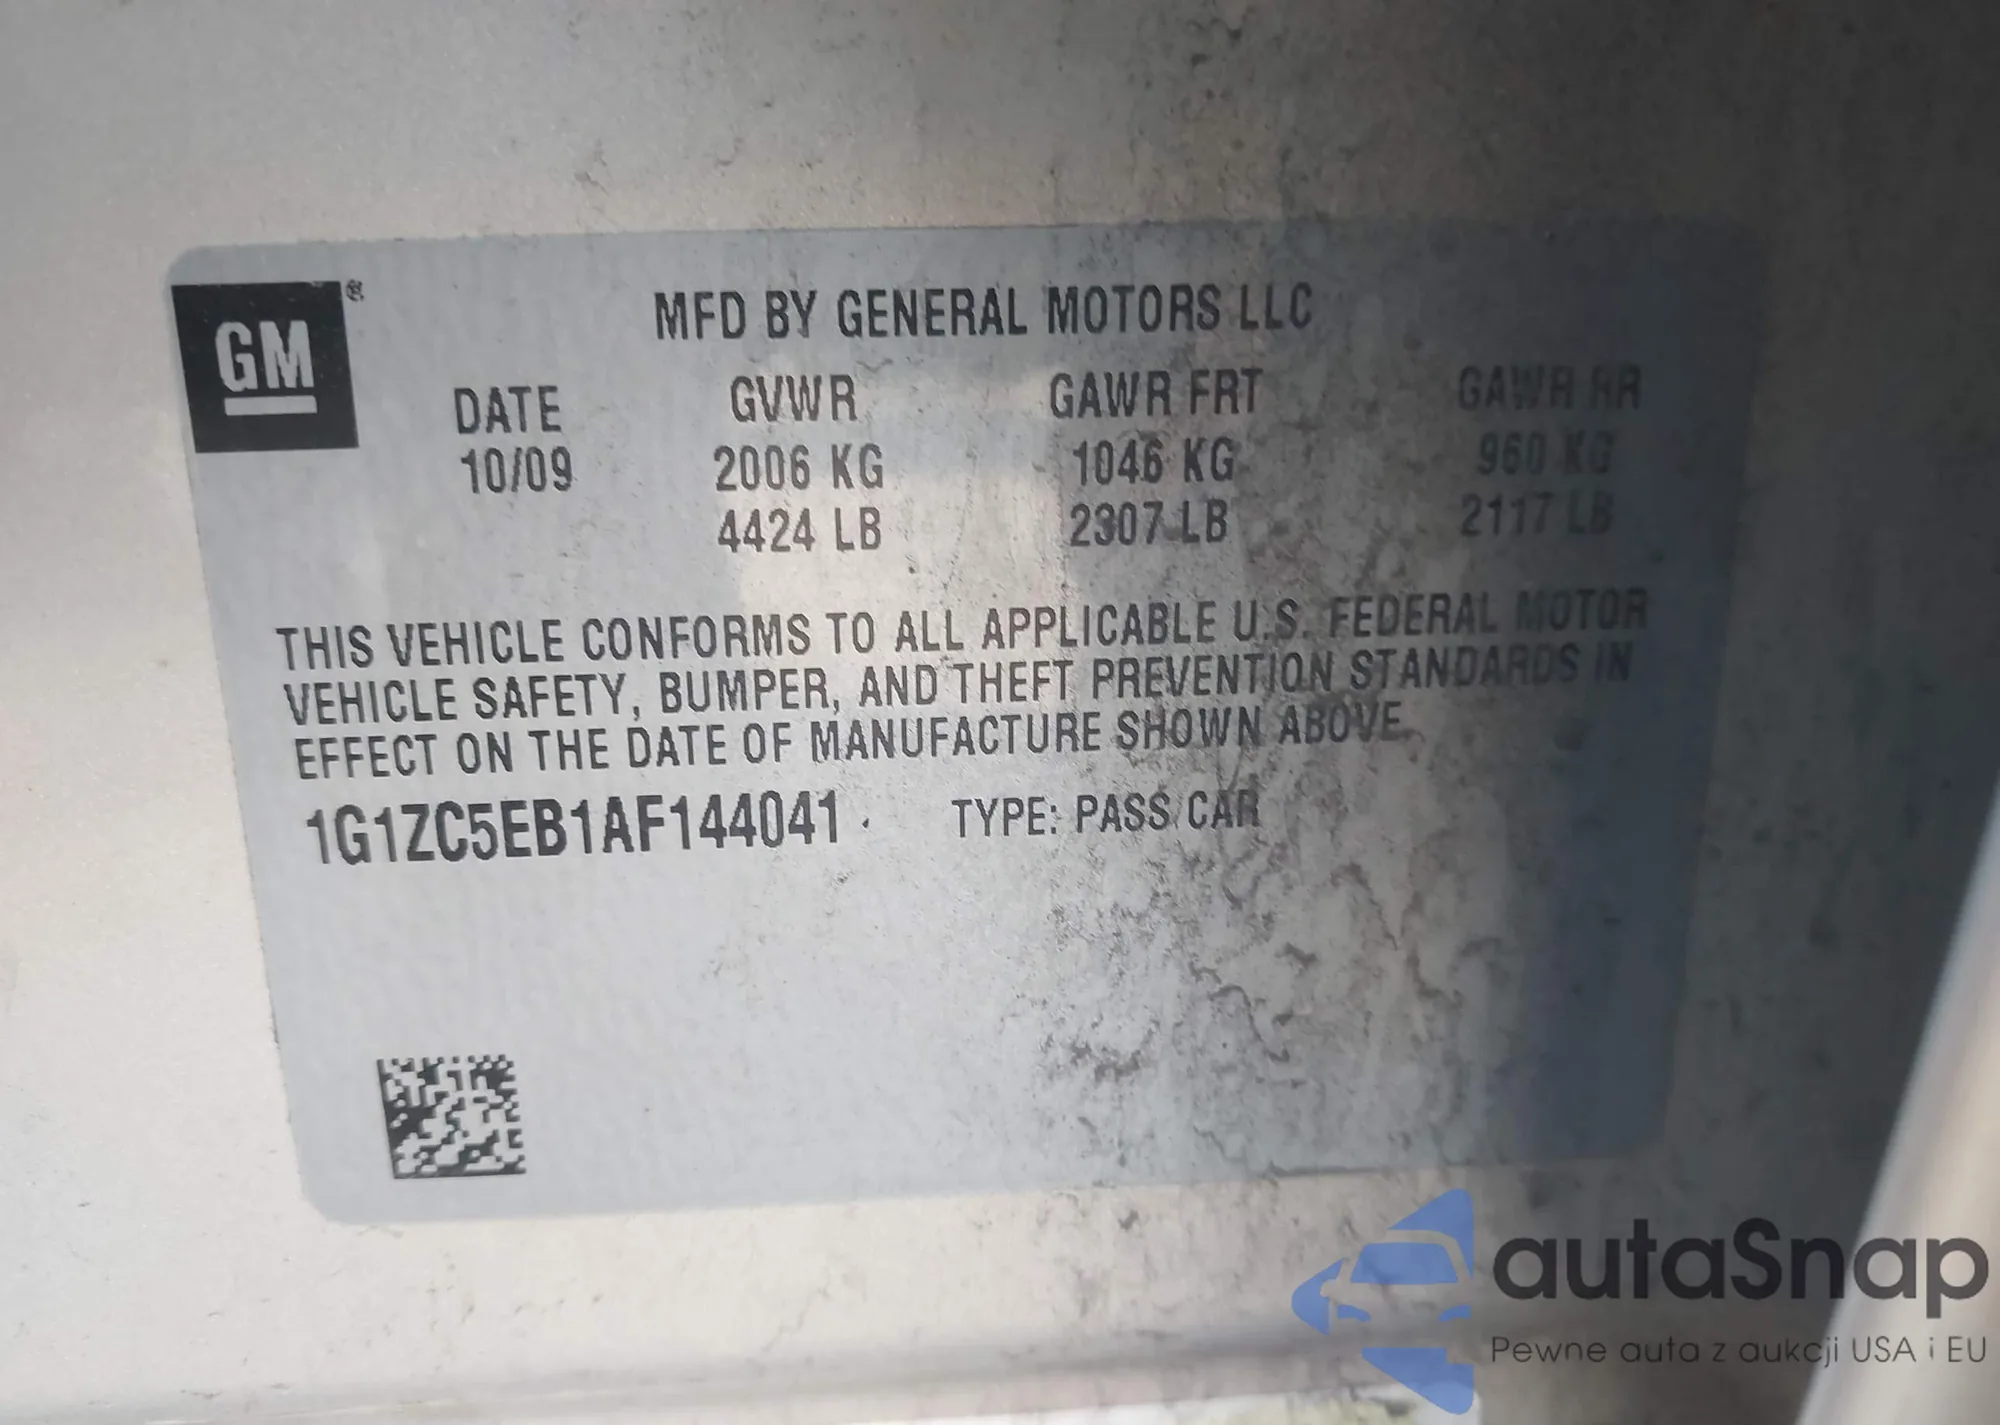 GM®
MFD BY GENERAL MOTORS LLC
DATE GVWR GAWR FRT GAWR RR
10/09 2006 KG 1046 KG 960 KG
4424 LB 2307 LB 2117 LB
THIS VEHICLE CONFORMS TO ALL APPLICABLE U.S. FEDERAL MOTOR
VEHICLE SAFETY, BUMPER, AND THEFT PREVENTION STANDARDS IN
EFFECT ON THE DATE OF MANUFACTURE SHOWN ABOVE.
1G1ZC5EB1AF144041 TYPE: PASS CAR
autaSnap
Pewne auta z aukcji USA i EU